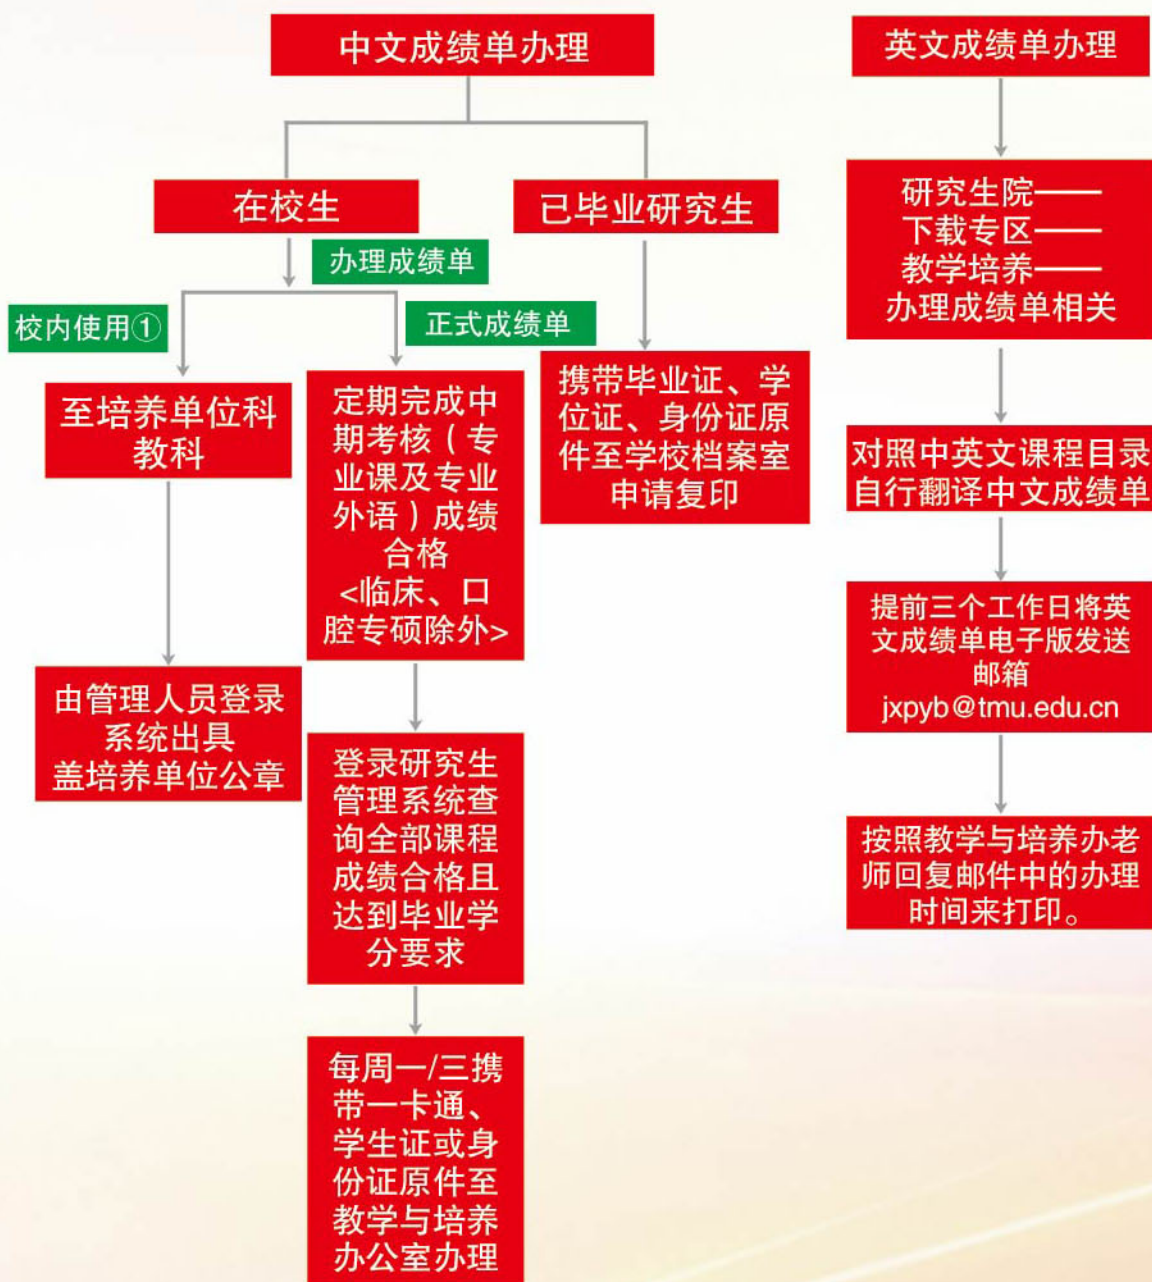 中文成绩单办理
在校生
已毕业研究生
办理成绩单
校内使用①
正式成绩单
至培养单位科
教科
由管理人员登录
系统出具
盖培养单位公章
定期完成中
期考核（专
业课及专业
外语）成绩
合格
<临床、口
腔专硕除外>
登录研究生
管理系统查
询全部课程
成绩合格且
达到毕业学
分要求
每周一/三携
带一卡通、
学生证或身
份证原件至
教学与培养
办公室办理
携带毕业证、学
位证、身份证原
件至学校档案室
申请复印
英文成绩单办理
研究生院——
下载专区——
教学培养——
办理成绩单相关
对照中英文课程目录
自行翻译中文成绩单
提前三个工作日将英
文成绩单电子版发送
邮箱
jxpyb@tmu.edu.cn
按照教学与培养办老
师回复邮件中的办理
时间来打印。